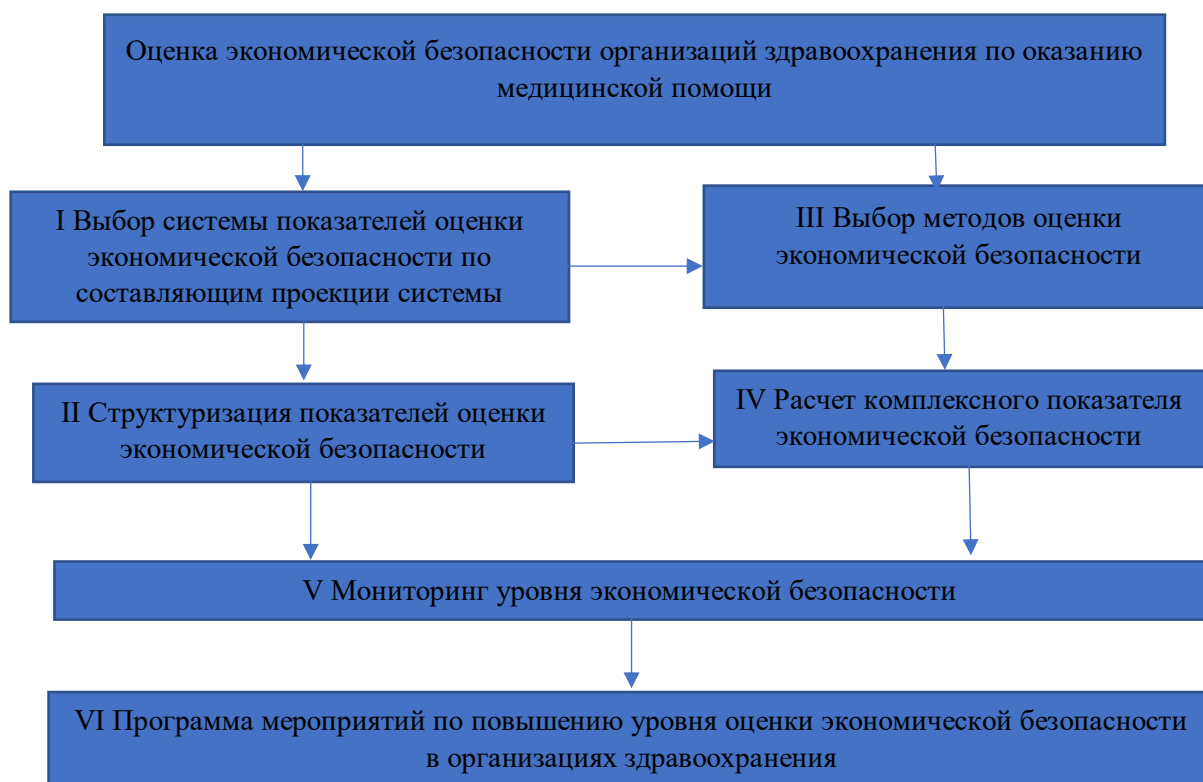 Оценка экономической безопасности организаций здравоохранения по оказанию
медицинской помощи
I Выбор системы показателей оценки
экономической безопасности по
составляющим проекции системы
III Выбор методов оценки
экономической безопасности
II Структуризация показателей оценки
экономической безопасности
IV Расчет комплексного показателя
экономической безопасности
V Мониторинг уровня экономической безопасности
VI Программа мероприятий по повышению уровня оценки экономической безопасности
в организациях здравоохранения